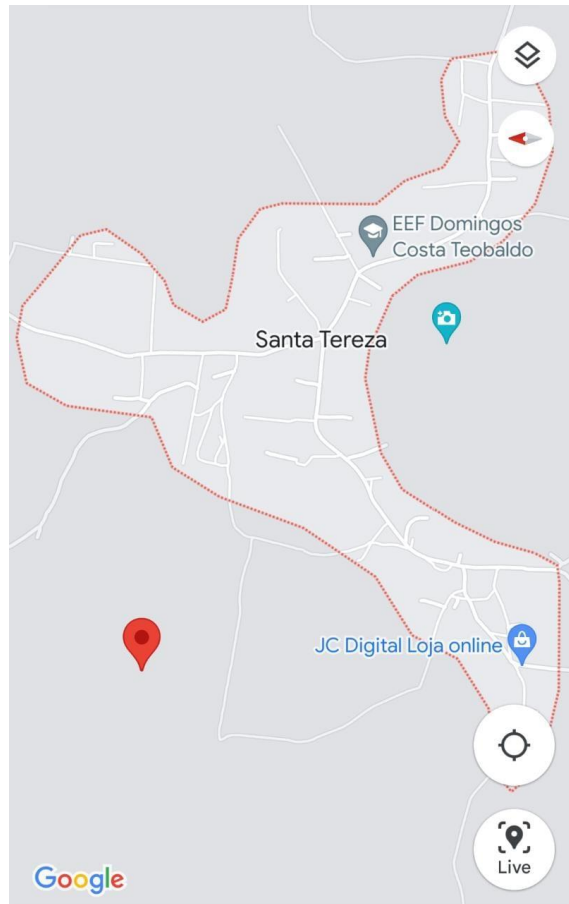 EEF Domingos
Costa Teobaldo
Santa Tereza
JC Digital Loja online
Live
Google